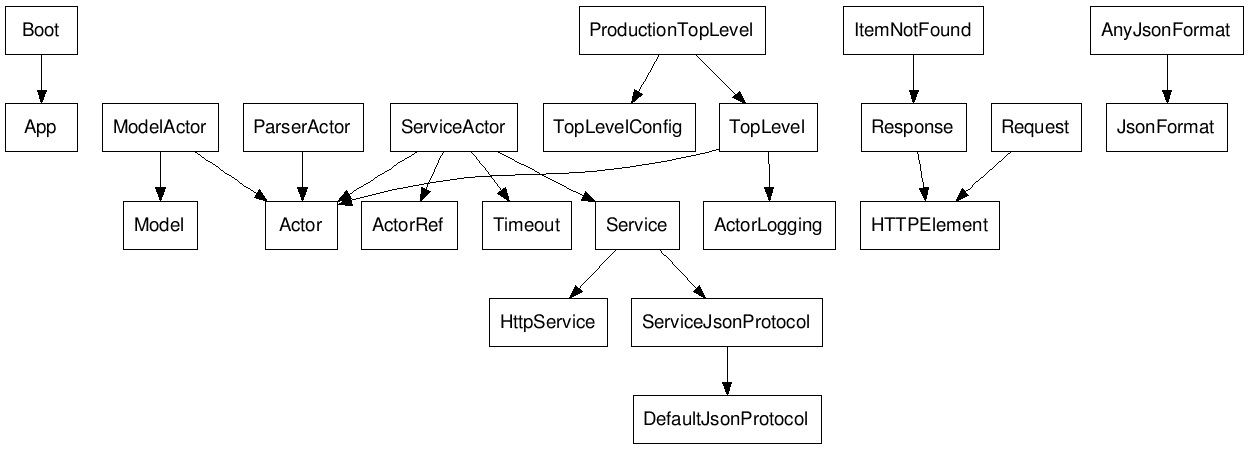 Boot
ProductionTopLevel
ItemNotFound
AnyJsonFormat
App
ModelActor
ParserActor
ServiceActor
TopLevelConfig
TopLevel
Response
Request
JsonFormat
Model
Actor
ActorRef
Timeout
Service
ActorLogging
HTTPElement
HttpService
ServiceJsonProtocol
DefaultJsonProtocol